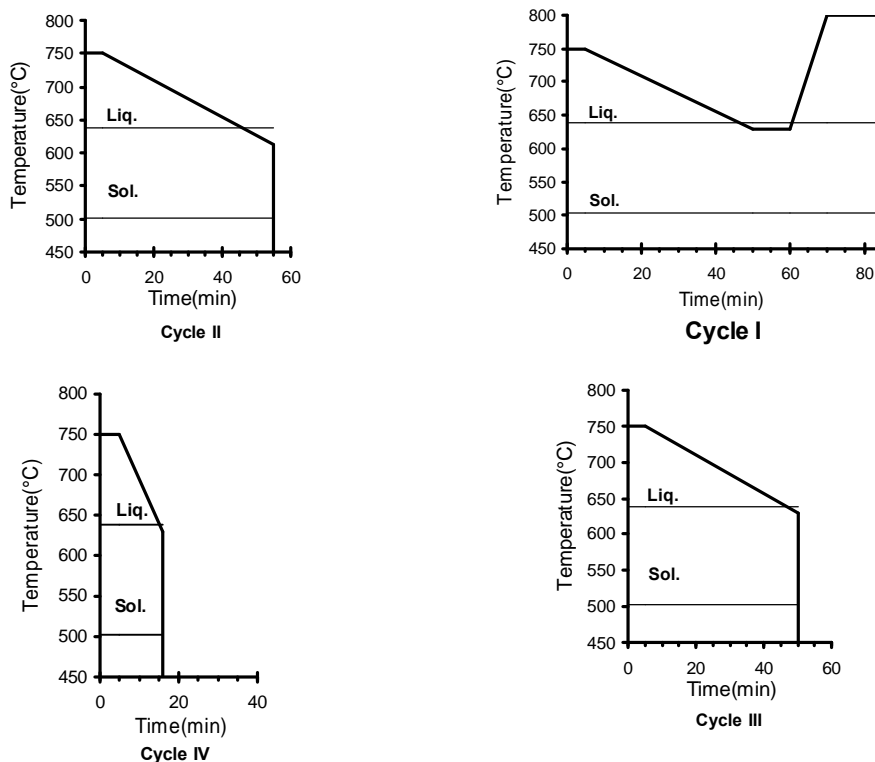 800
750
700
650
600
550
500
450
Temperature(°C)
Liq.
Sol.
0 20 40 60
Time(min)
Cycle II
800
750
700
650
600
550
500
450
Temperature(°C)
Liq.
Sol.
0 20 40 60 80
Time(min)
Cycle I
800
750
700
650
600
550
500
450
Temperature(°C)
Liq.
Sol.
0 20 40
Time(min)
Cycle IV
800
750
700
650
600
550
500
450
Temperature(°C)
Liq.
Sol.
0 20 40 60
Time(min)
Cycle III